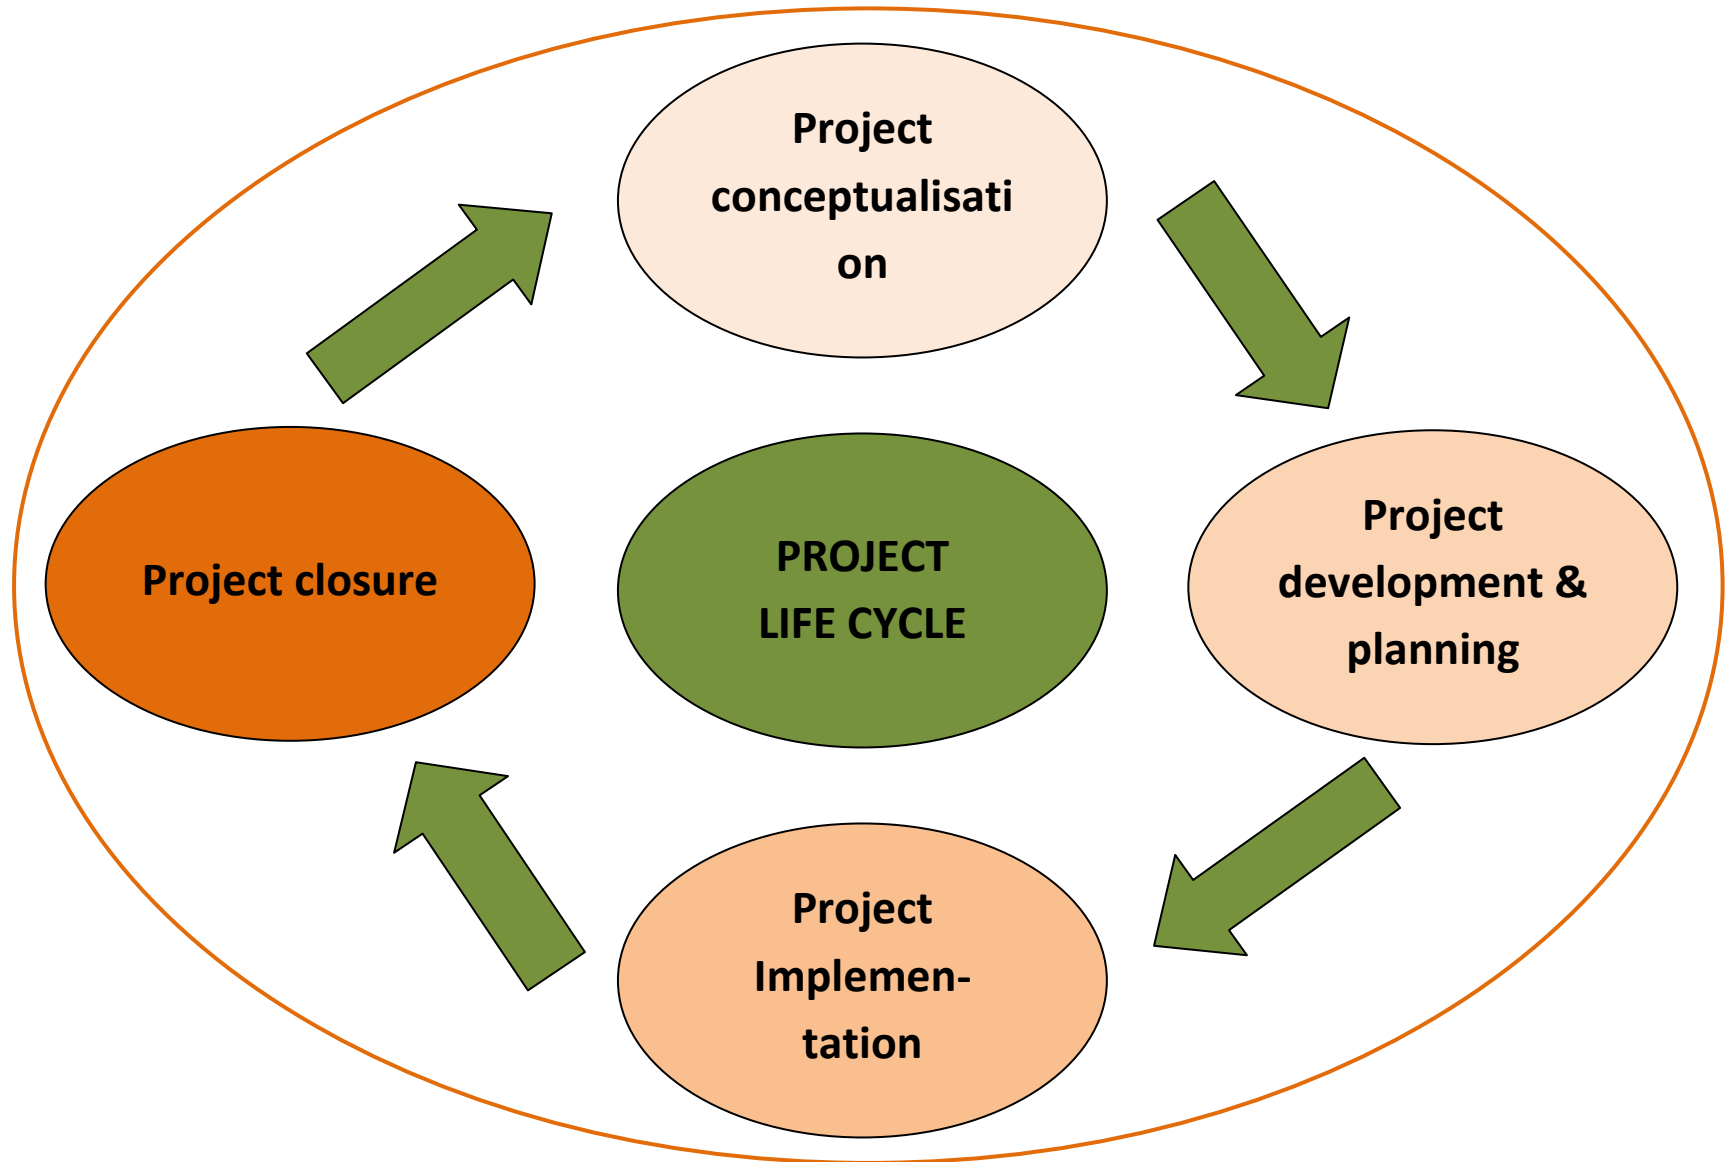 Project
conceptualisati
on
Project closure
PROJECT
LIFE CYCLE
Project
development &
planning
Project
Implemen-
tation